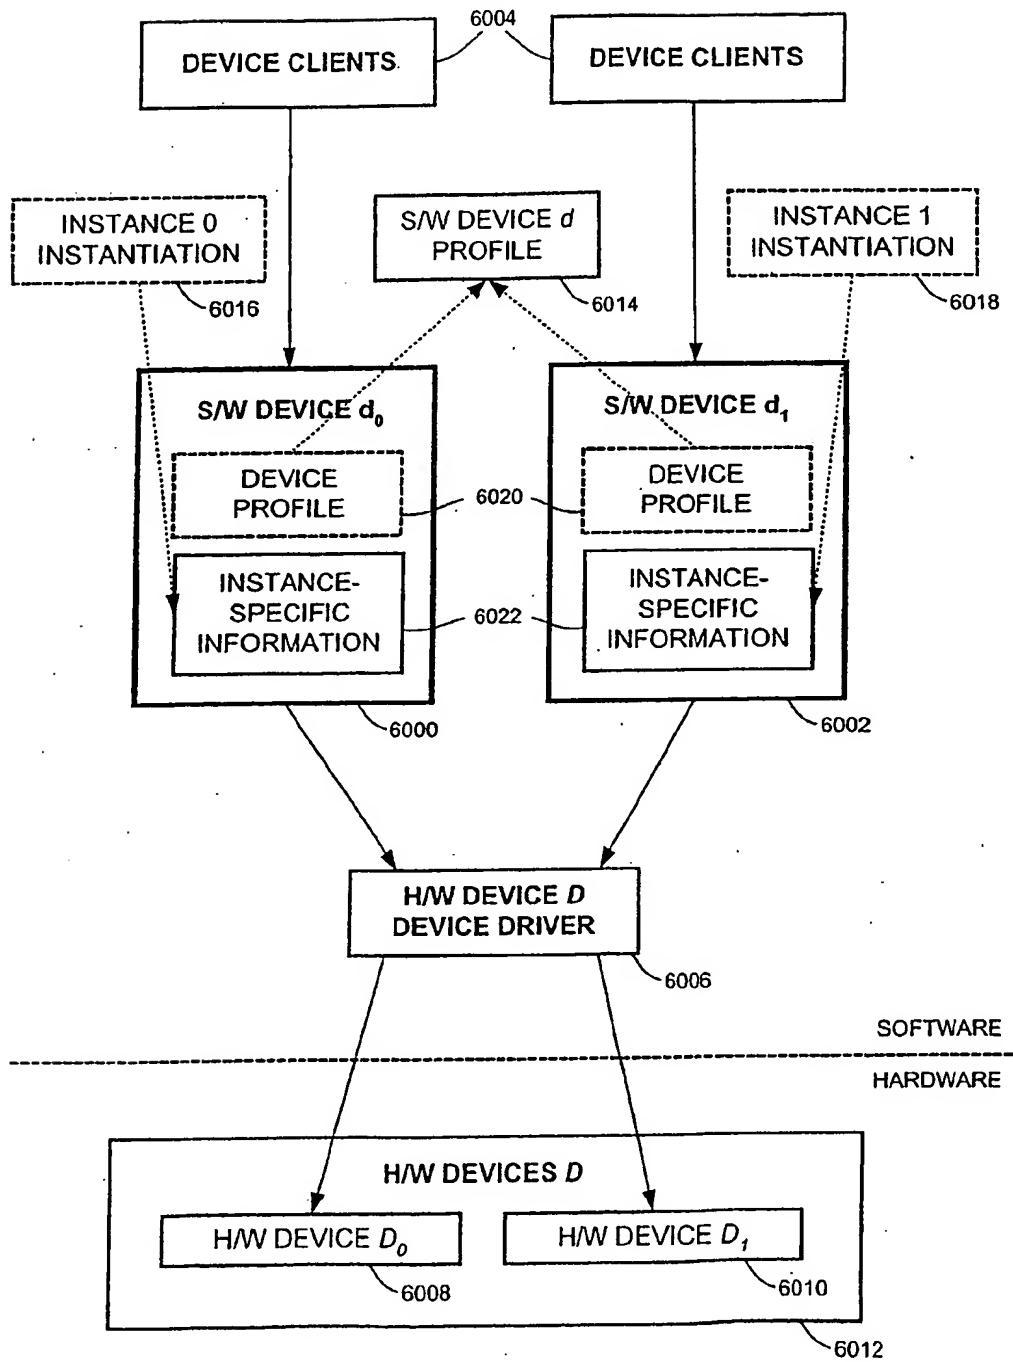 6004
DEVICE CLIENTS
DEVICE CLIENTS
INSTANCE 0
INSTANTIATION
6016
S/W DEVICE d
PROFILE
6014
INSTANCE 1
INSTANTIATION
6018
S/W DEVICE d0
DEVICE
PROFILE
INSTANCE-
SPECIFIC
INFORMATION
6000
6020
6022
S/W DEVICE d1
DEVICE
PROFILE
INSTANCE-
SPECIFIC
INFORMATION
6002
H/W DEVICE D
DEVICE DRIVER
6006
SOFTWARE
HARDWARE
H/W DEVICES D
H/W DEVICE D0
6008
H/W DEVICE D1
6010
6012